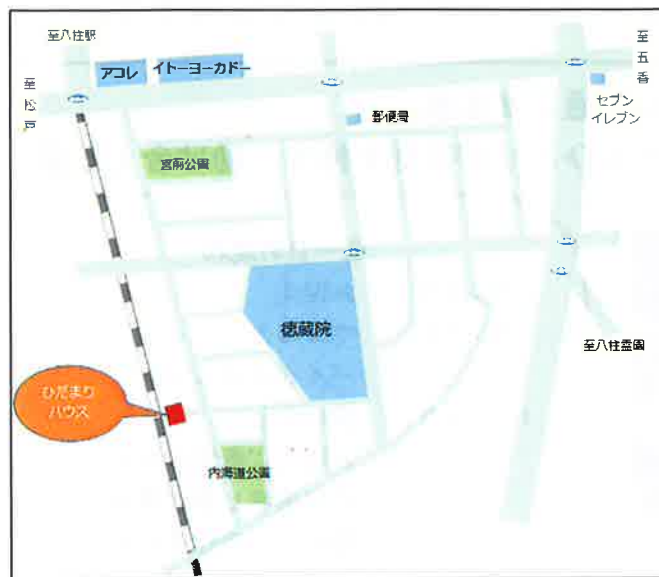 至八柱駅
アコレ
イトーヨーカドー
至五香
至松戸
セブン
イレブン
郵便局
宮前公園
徳蔵院
至八柱霊園
ひだまり
ハウス
内海道公園